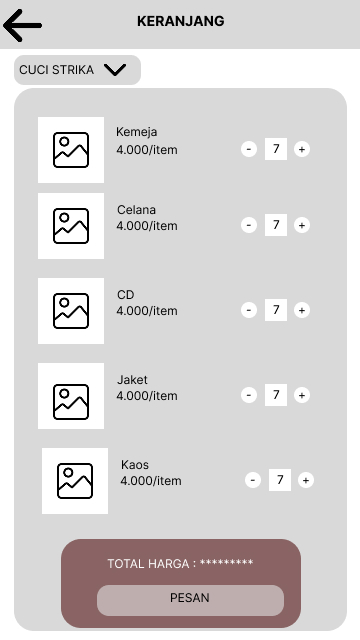 KERANJANG
CUCI STRIKA
Kemeja
4.000/item
- 7 +
Celana
4.000/item
- 7 +
CD
4.000/item
- 7 +
Jaket
4.000/item
- 7 +
Kaos
4.000/item
- 7 +
TOTAL HARGA : *********
PESAN